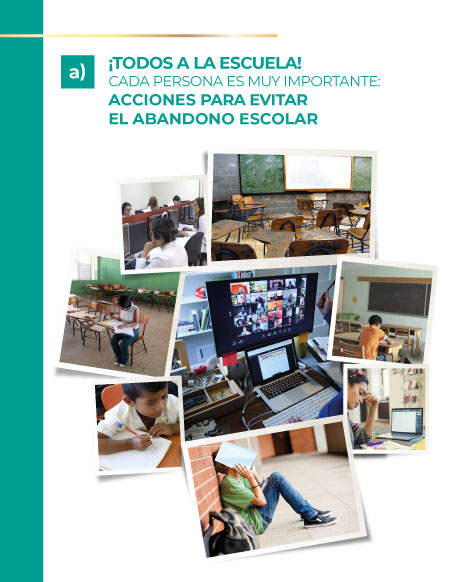 a)
¡TODOS A LA ESCUELA!
CADA PERSONA ES MUY IMPORTANTE:
ACCIONES PARA EVITAR
EL ABANDONO ESCOLAR